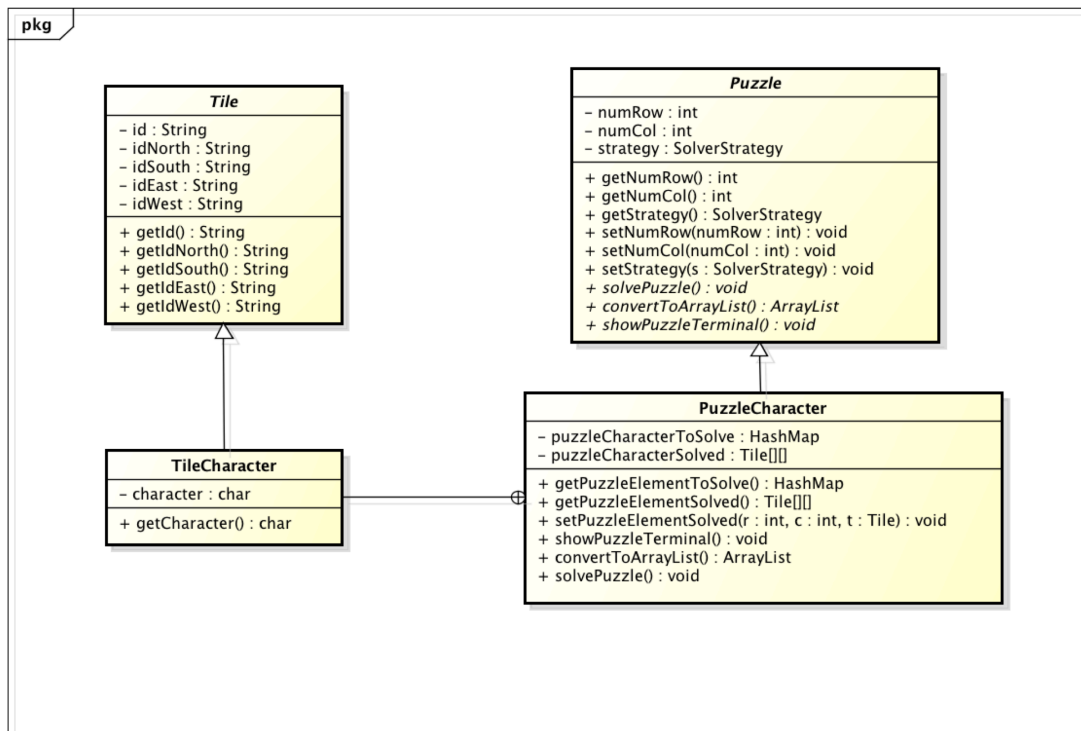 pkg
Tile
- id : String
- idNorth : String
- idSouth : String
- idEast : String
- idWest : String
+ getId() : String
+ getIdNorth() : String
+ getIdSouth() : String
+ getIdEast() : String
+ getIdWest() : String
Puzzle
- numRow : int
- numCol : int
- strategy : SolverStrategy
+ getNumRow() : int
+ getNumCol() : int
+ getStrategy() : SolverStrategy
+ setNumRow(numRow : int) : void
+ setNumCol(numCol : int) : void
+ setStrategy(s : SolverStrategy) : void
+ solvePuzzle() : void
+ convertToArrayList() : ArrayList
+ showPuzzleTerminal() : void
TileCharacter
- character : char
+ getCharacter() : char
PuzzleCharacter
- puzzleCharacterToSolve : HashMap
- puzzleCharacterSolved : Tile[][]
+ getPuzzleElementToSolve() : HashMap
+ getPuzzleElementSolved() : Tile[][]
+ setPuzzleElementSolved(r : int, c : int, t : Tile) : void
+ showPuzzleTerminal() : void
+ convertToArrayList() : ArrayList
+ solvePuzzle() : void